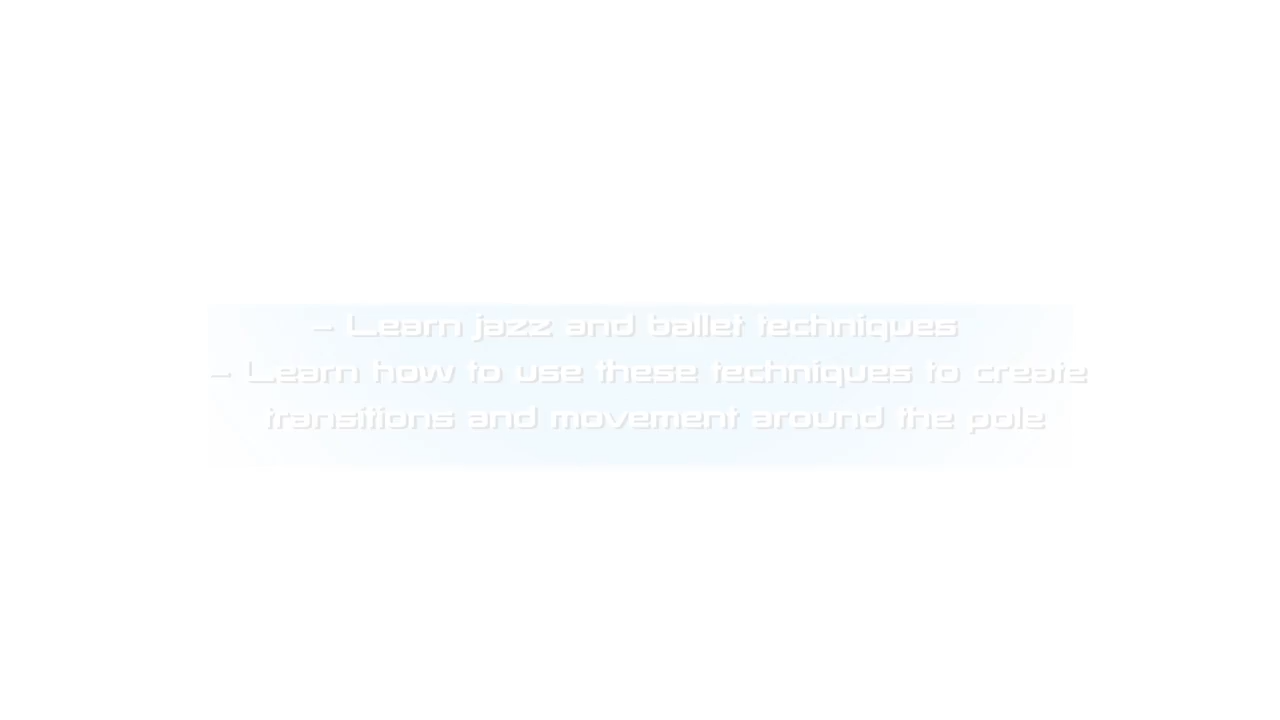 - Learn jazz and ballet techniques
- Learn how to use these techniques to create
transitions and movement around the pole